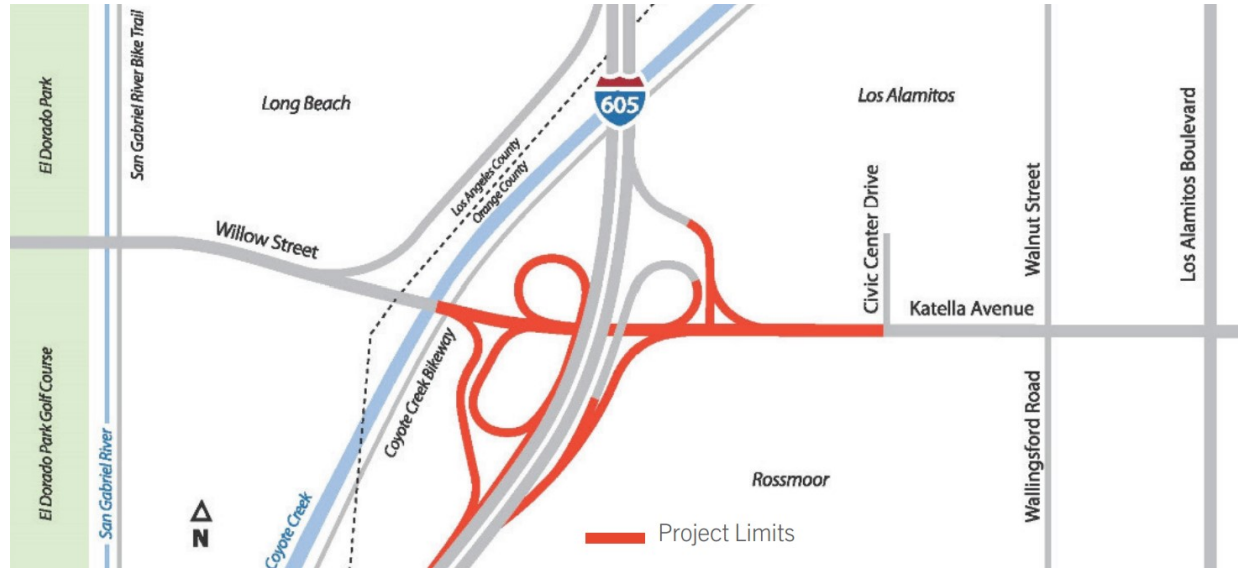 El Dorado Park
San Gabriel River Bike Trail
Long Beach
605
Los Alamitos
Los Angeles County
Orange County
Willow Street
Civic Center Drive
Walnut Street
Los Alamitos Boulevard
Katella Avenue
El Dorado Park Golf Course
San Gabriel River
Coyote Creek Bikeway
Wallingsford Road
Rossmoor
Coyote Creek
N
Project Limits